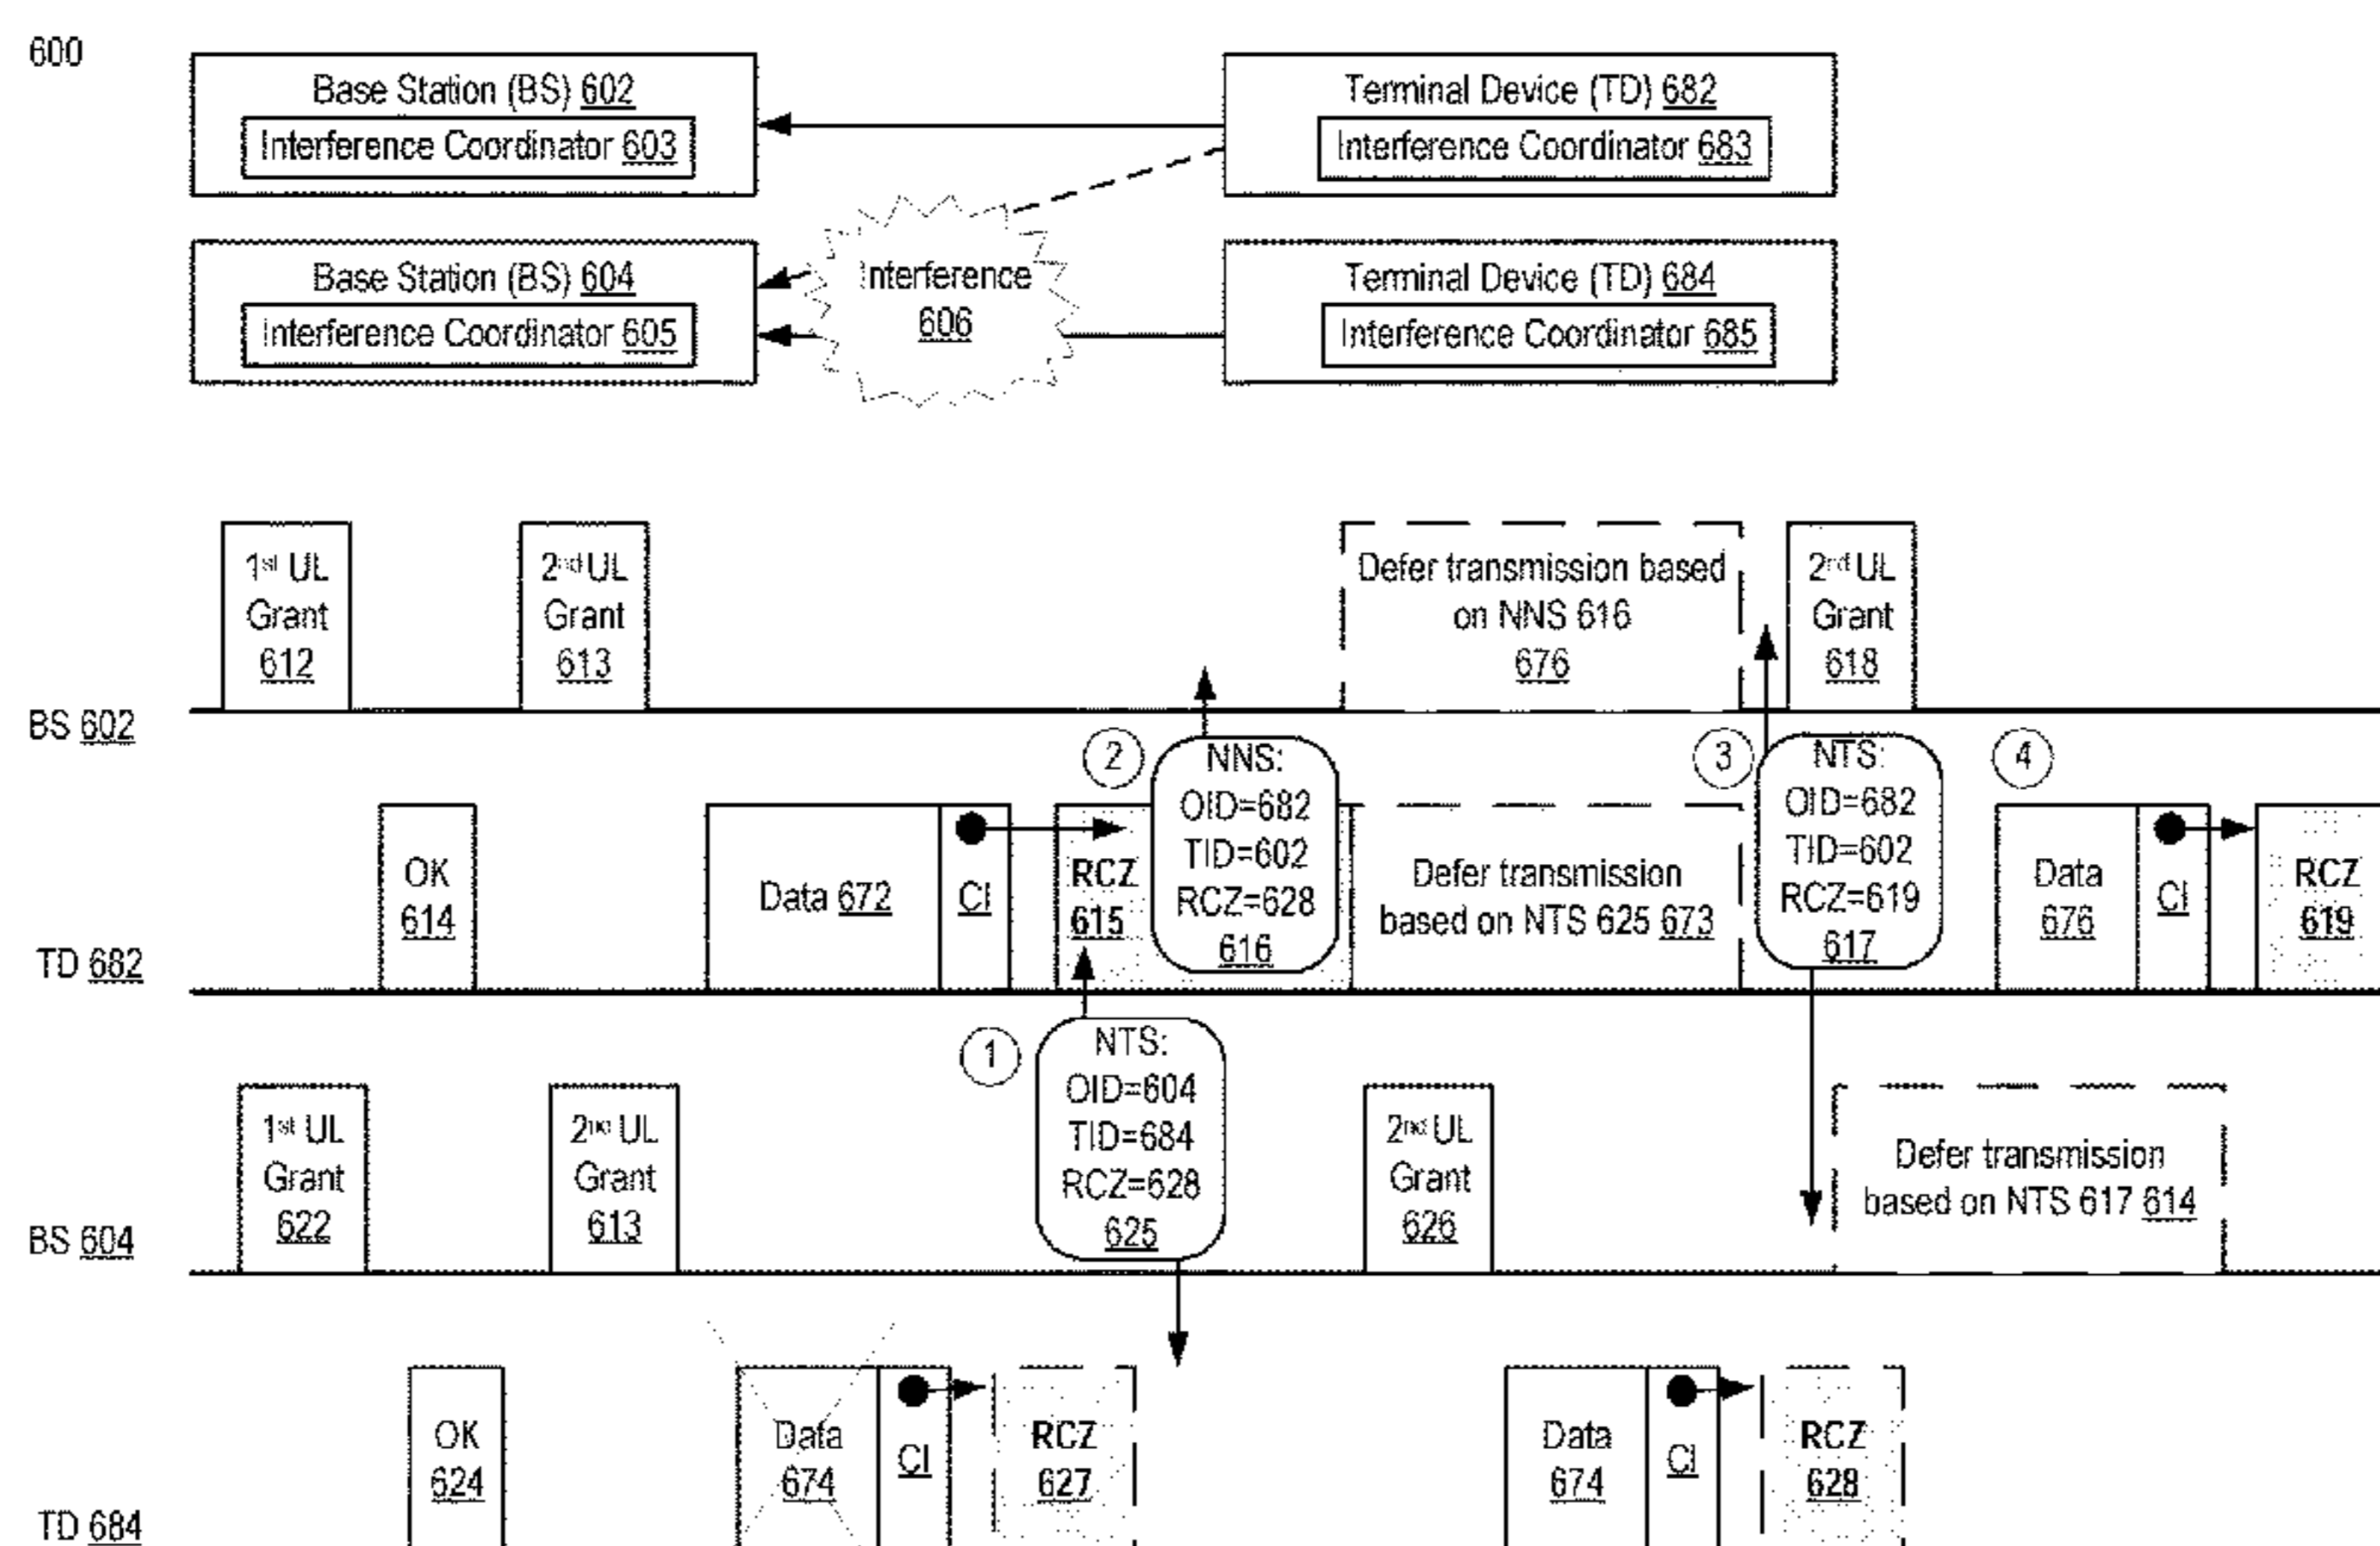 600
Base Station (BS) 602
Interference Coordinator 603
Terminal Device (TD) 682
Interference Coordinator 683
Base Station (BS) 604
Interference Coordinator 605
Interference
606
Terminal Device (TD) 684
Interference Coordinator 685
BS 602
1st UL
Grant
612
2nd UL
Grant
613
Defer transmission based
on NNS 616
676
2nd UL
Grant
618
TD 682
OK
614
Data 672
CI
RCZ
615
2
NNS:
OID=682
TID=602
RCZ=628
616
Defer transmission
based on NTS 625 673
3
NTS:
OID=682
TID=602
RCZ=619
617
4
Data
676
CI
RCZ
619
BS 604
1st UL
Grant
622
2nd UL
Grant
613
1
NTS:
OID=604
TID=684
RCZ=628
625
2nd UL
Grant
626
Defer transmission
based on NTS 617 614
TD 684
OK
624
Data
674
CI
RCZ
627
Data
674
CI
RCZ
628